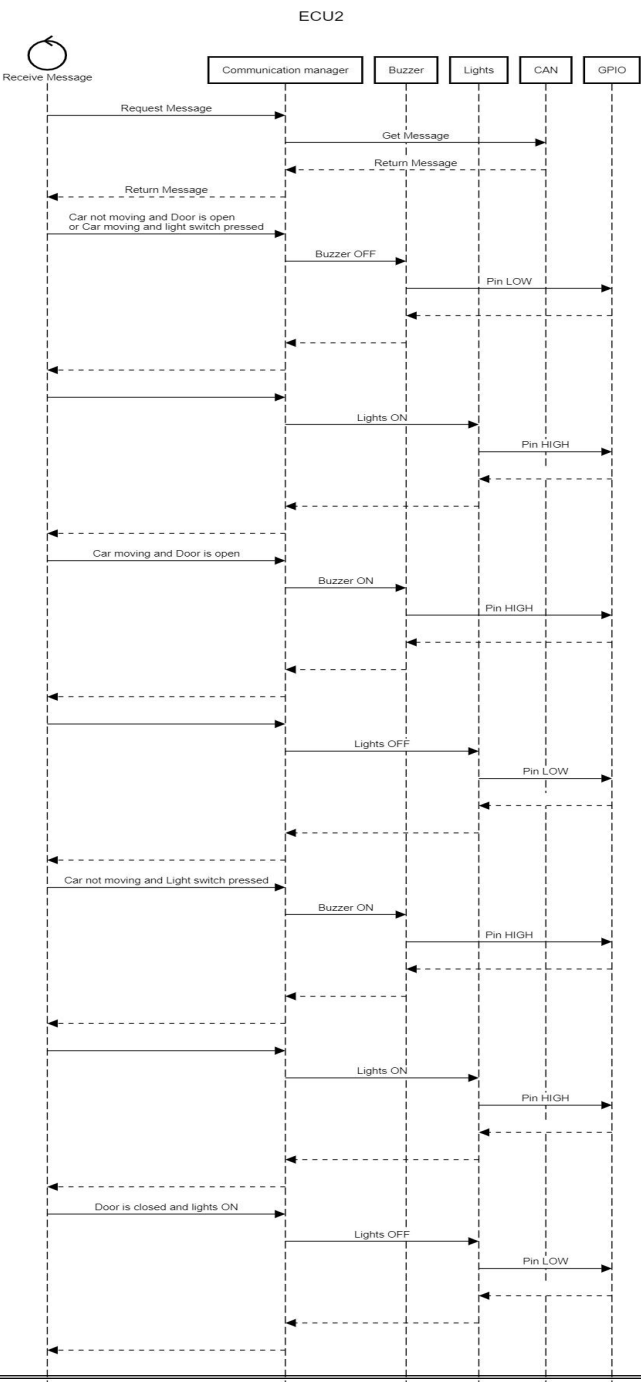 ECU2
Receive Message
Communication manager
Buzzer
Lights
CAN
GPIO
Request Message
Get Message
Return Message
Return Message
Car not moving and Door is open
or Car moving and light switch pressed
Buzzer OFF
Pin LOW
Lights ON
Pin HIGH
Car moving and Door is open
Buzzer ON
Pin HIGH
Lights OFF
Pin LOW
Car not moving and Light switch pressed
Buzzer ON
Pin HIGH
Lights ON
Pin HIGH
Door is closed and lights ON
Lights OFF
Pin LOW